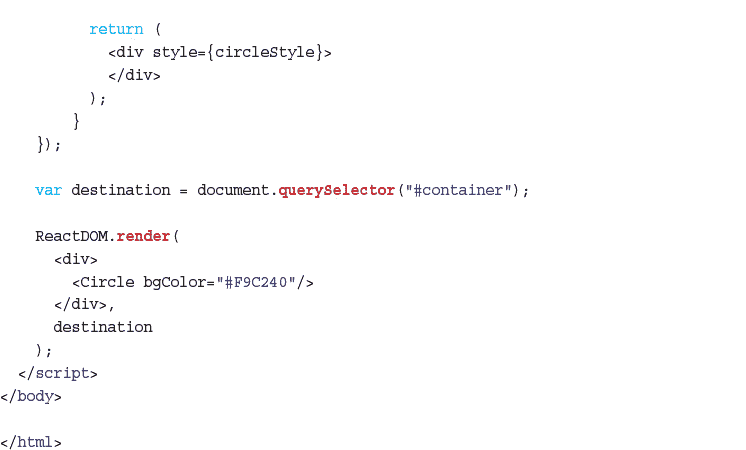 return (
<div style={circleStyle}>
</div>
);
}
});
var destination = document.querySelector("#container");
ReactDOM.render(
<div>
<Circle bgColor="#F9C240"/>
</div>,
destination
);
</script>
</body>
</html>